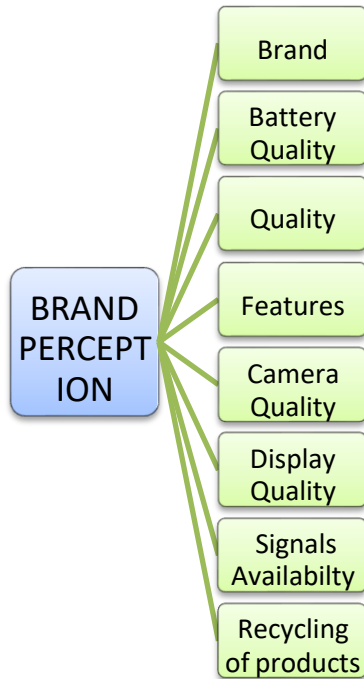 Brand
Battery
Quality
Quality
Features
BRAND
PERCEPT
ION
Camera
Quality
Display
Quality
Signals
Availabilty
Recycling
of products